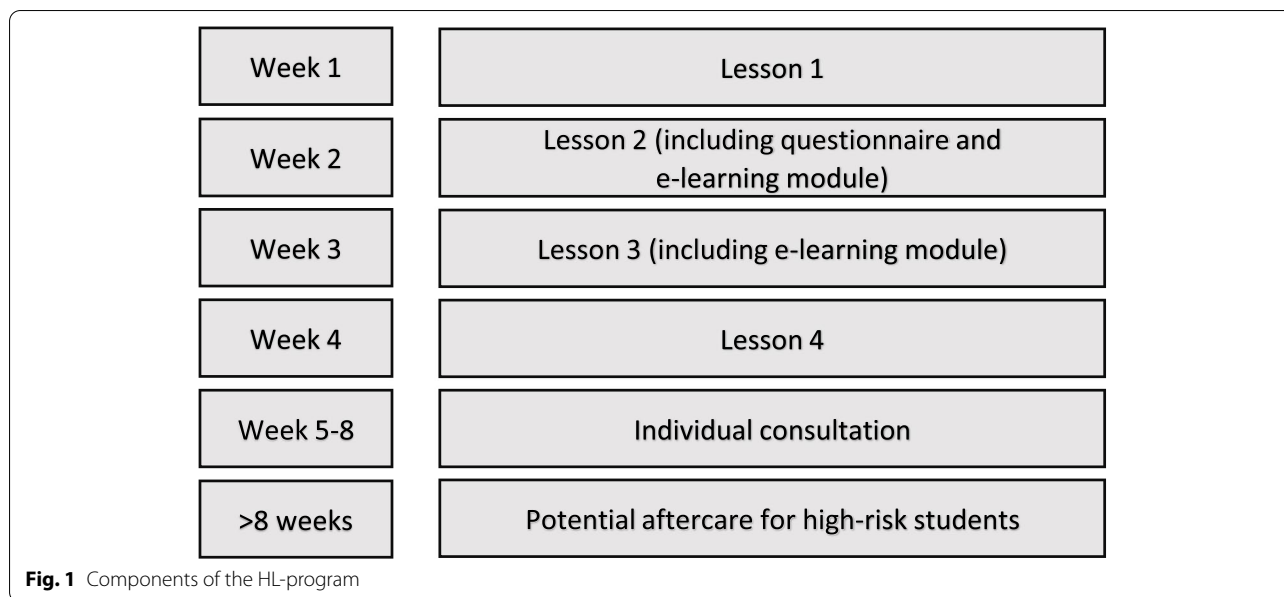 Week 1
Lesson 1
Week 2
Lesson 2 (including questionnaire and
e-learning module)
Week 3
Lesson 3 (including e-learning module)
Week 4
Lesson 4
Week 5-8
Individual consultation
>8 weeks
Potential aftercare for high-risk students
Fig. 1 Components of the HL-program